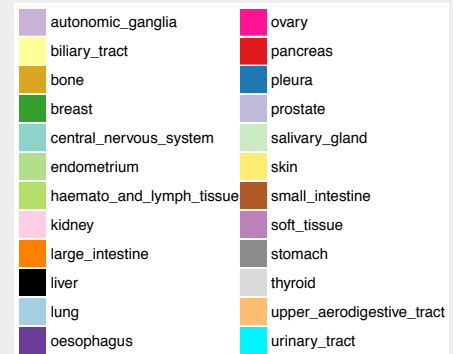 autonomic_ganglia
biliary_tract
bone
breast
central_nervous_system
endometrium
haemato_and_lymph_tissue
kidney
large_intestine
liver
lung
oesophagus
ovary
pancreas
pleura
prostate
salivary_gland
skin
small_intestine
soft_tissue
stomach
thyroid
upper_aerodigestive_tract
urinary_tract